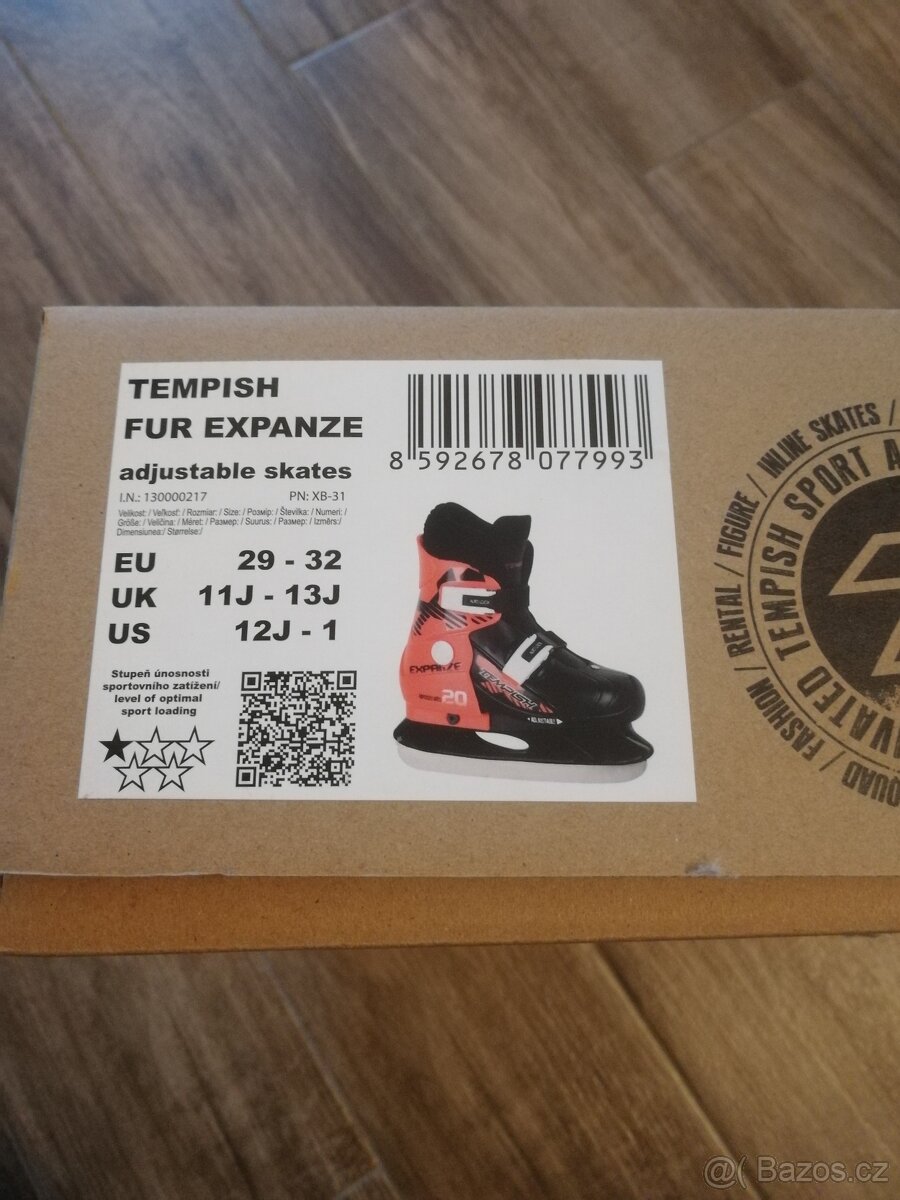 TEMPISH
FUR EXPANZE
adjustable skates
I.N.: 130000217 PN: XB-31
Velikost: / Veľkosť: / Rozmiar: / Size: / Розмір: / Številka: / Numeri: /
Größe: / Veličina: / Méret: / Размер: / Suurus: / Размер: / Izmērs:/
Dimensiunea:/ Størrelse:/
EU 29 - 32
UK 11J - 13J
US 12J - 1
Stupeň únosnosti
sportovního zatížení/
level of optimal
sport loading
8 592678 077993
EXPANZE
TEMPISH
20
ADJUSTABLE
FASHION / RENTAL / FIGURE / INLINE SKATES /
TEMPISH SPORT A
VATED
QUAD
@( Bazos.cz